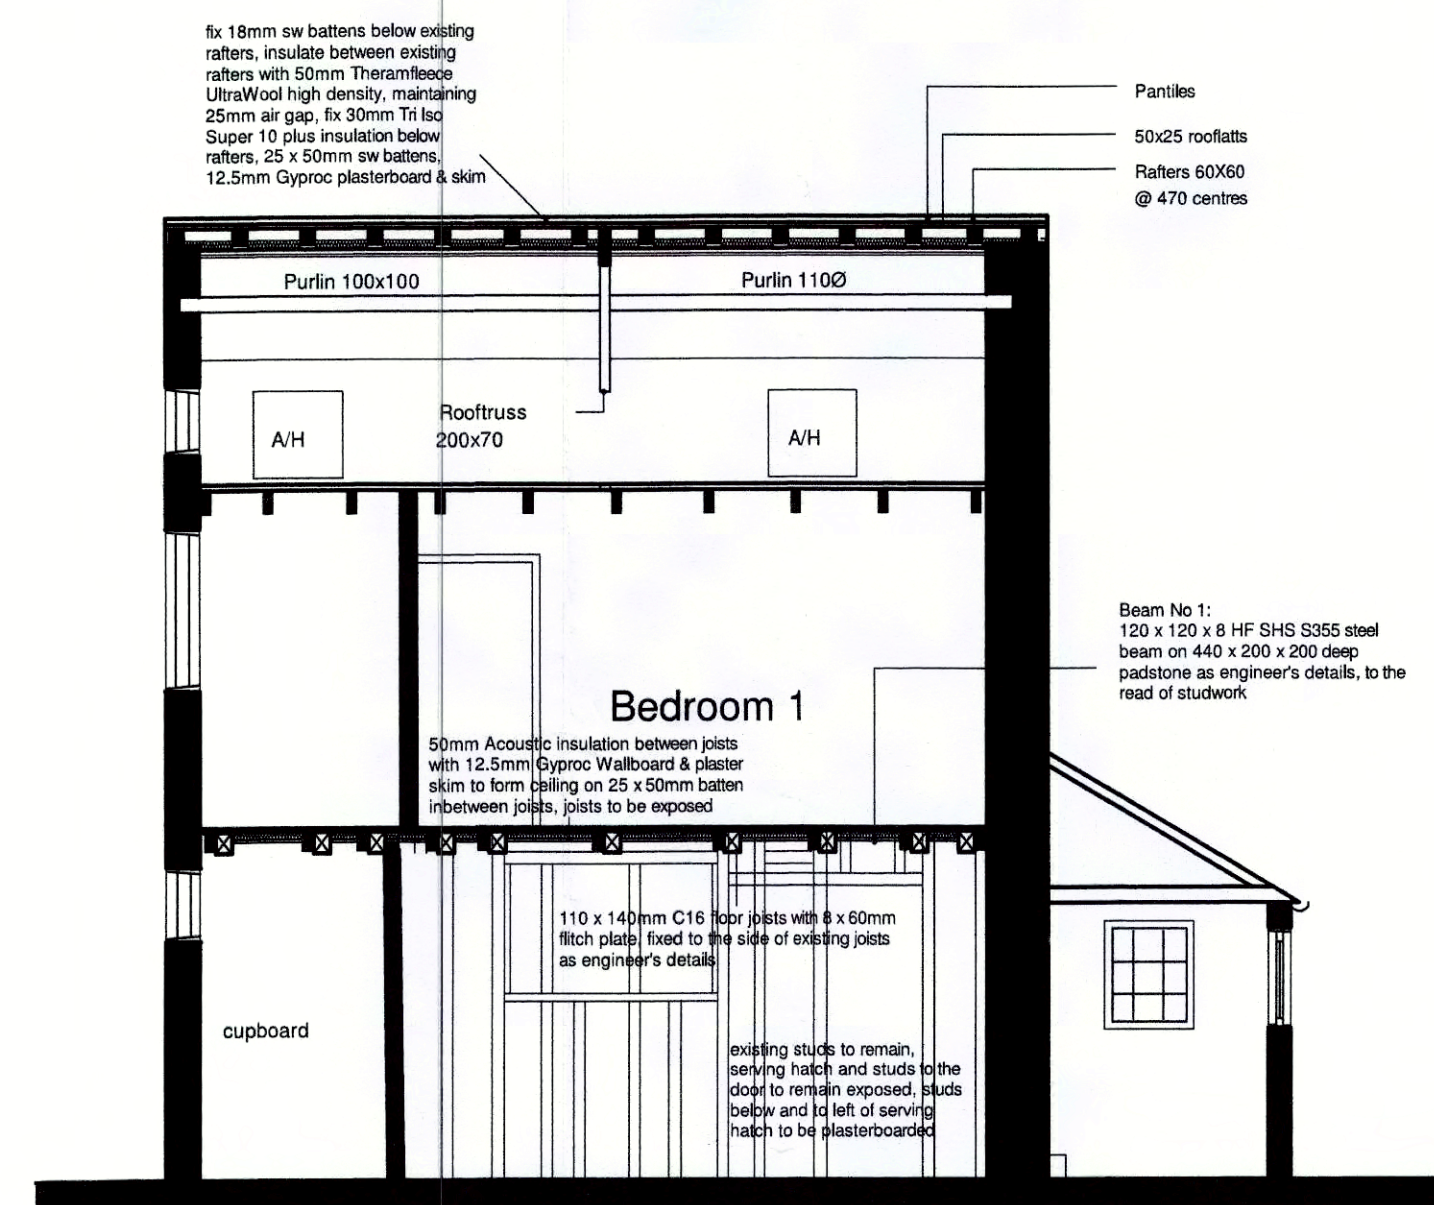 fix 18mm sw battens below existing
rafters, insulate between existing
rafters with 50mm Theramfleece
UltraWool high density, maintaining
25mm air gap, fix 30mm Tri Iso
Super 10 plus insulation below
rafters, 25 x 50mm sw battens,
12.5mm Gyproc plasterboard & skim
Pantiles
50x25 rooflatts
Rafters 60X60
@ 470 centres
Purlin 100x100
Purlin 110Ø
Rooftruss
200x70
A/H
A/H
Beam No 1:
120 x 120 x 8 HF SHS S355 steel
beam on 440 x 200 x 200 deep
padstone as engineer's details, to the
read of studwork
Bedroom 1
50mm Acoustic insulation between joists
with 12.5mm Gyproc Wallboard & plaster
skim to form ceiling on 25 x 50mm batten
inbetween joists, joists to be exposed
110 x 140mm C16 floor joists with 8 x 60mm
flitch plate, fixed to the side of existing joists
as engineer's details
cupboard
existing studs to remain,
serving hatch and studs to the
door to remain exposed, studs
below and to left of serving
hatch to be plasterboarded